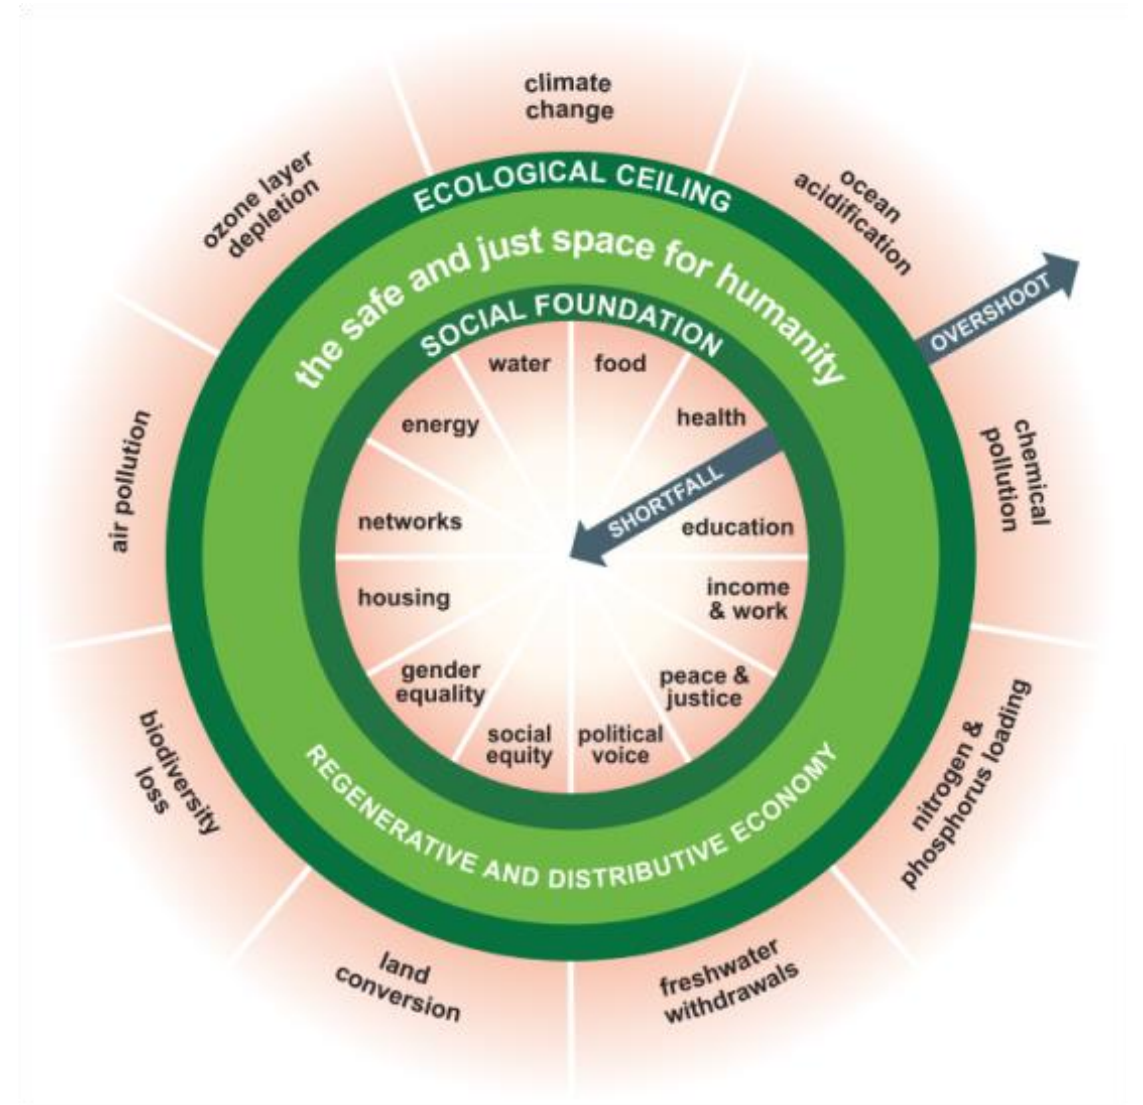 climate
change
ocean
acidification
OVERSHOOT
chemical
pollution
nitrogen &
phosphorus loading
freshwater
withdrawals
land
conversion
biodiversity
loss
air pollution
ozone layer
depletion
ECOLOGICAL CEILING
the safe and just space for humanity
SOCIAL FOUNDATION
water
food
health
SHORTFALL
education
income
& work
peace &
justice
political
voice
social
equity
gender
equality
housing
networks
energy
REGENERATIVE AND DISTRIBUTIVE ECONOMY